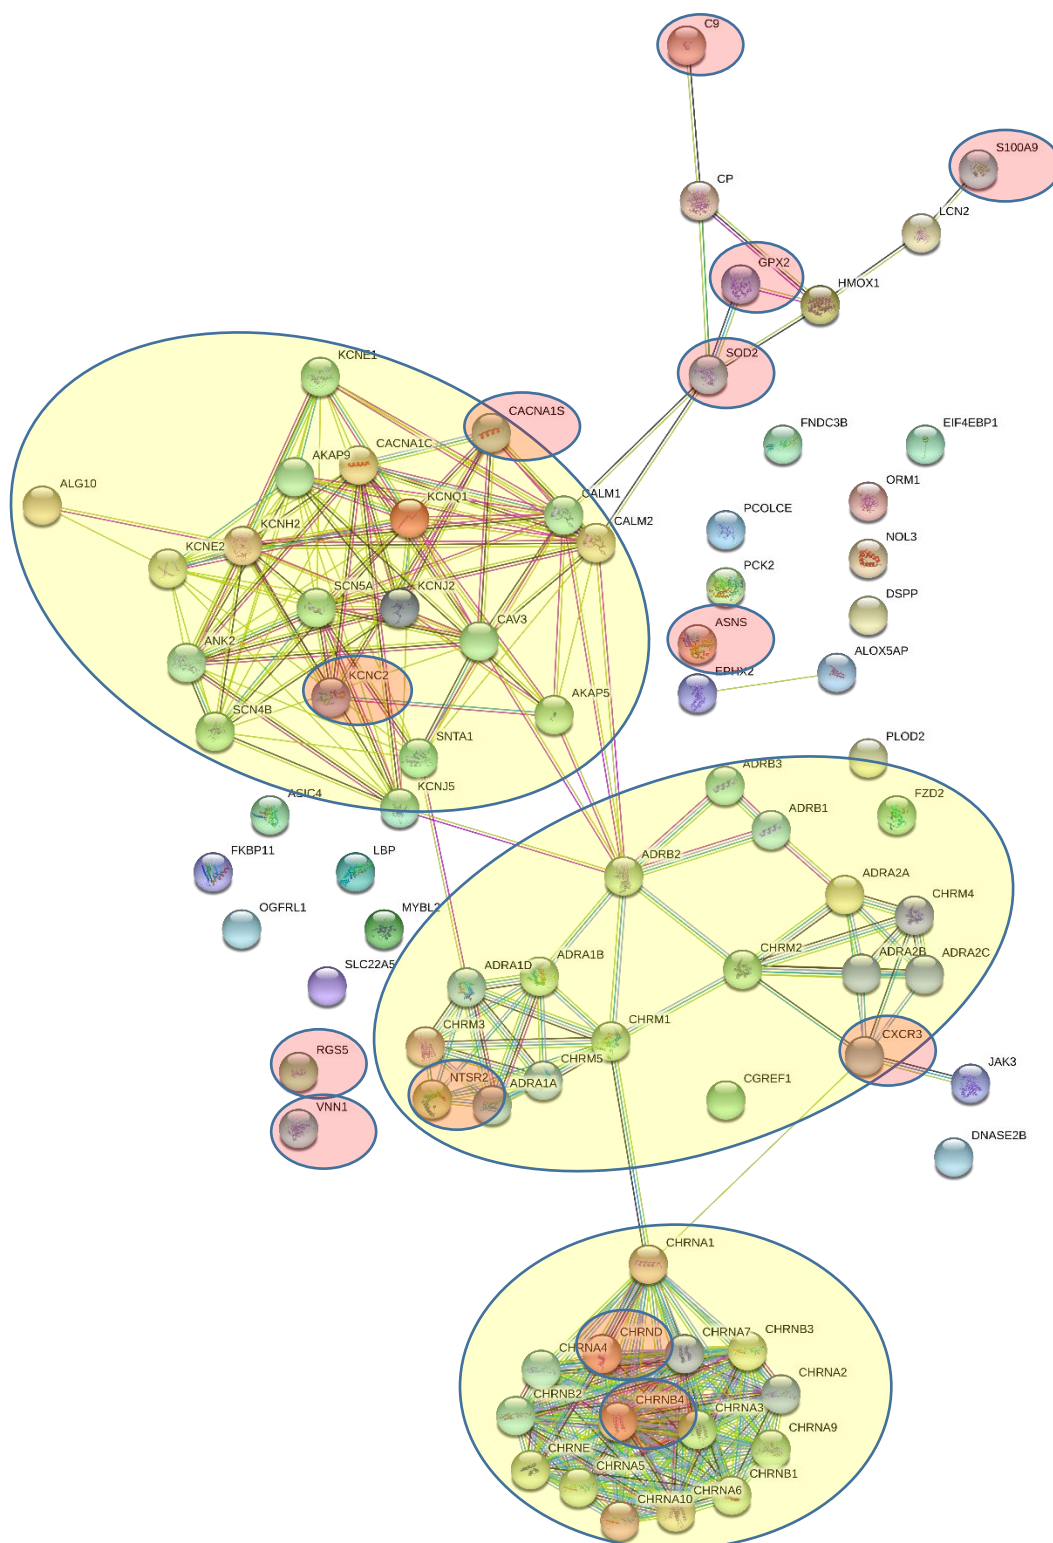 C9
S100A9
CP
LCN2
GPX2
HMOX1
SOD2
KCNE1
CACNA1S
CACNA1C
AKAP9
ALG10
KCNQ1
CALM1
KCNH2
CALM2
KCNE2
SCN5A
KCNJ2
CAV3
ANK2
KCNC2
SCN4B
AKAP5
SNTA1
KCNJ5
FNDC3B
EIF4EBP1
ORM1
PCOLCE
NOL3
PCK2
DSPP
ASNS
ALOX5AP
EPHX2
PLOD2
FZD2
ASIC4
FKBP11
LBP
OGFRL1
MYBL2
SLC22A5
RGS5
VNN1
ADRB3
ADRB1
ADRB2
ADRA2A
CHRM4
CHRM2
ADRA2B
ADRA2C
ADRA1D
ADRA1B
CHRM3
CHRM1
CHRM5
NTSR2
ADRA1A
CXCR3
JAK3
CGREF1
DNASE2B
CHRNA1
CHRND
CHRNA7
CHRNB3
CHRNA4
CHRNA2
CHRNB2
CHRNB4
CHRNA3
CHRNA9
CHRNE
CHRNA5
CHRNB1
CHRNA10
CHRNA6